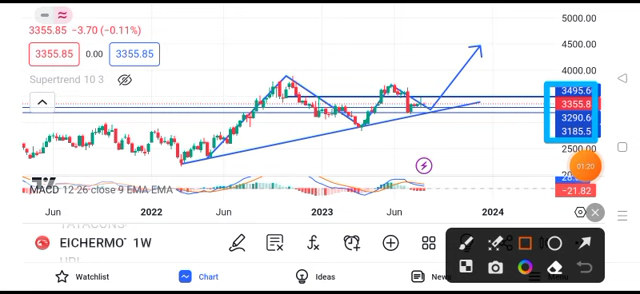 5000.00
3355.85 −3.70 (−0.11%)
4500.00
3355.85 0.00 3355.85
4000.00
Supertrend 10 3
3495.6
3355.8
3290.6
3185.5
2500.00
01:20
MACD 12 26 close 9 EMA EMA
−21.82
Jun 2022 Jun 2023 Jun 2024
EICHERMOT 1W
Watchlist Chart Ideas News